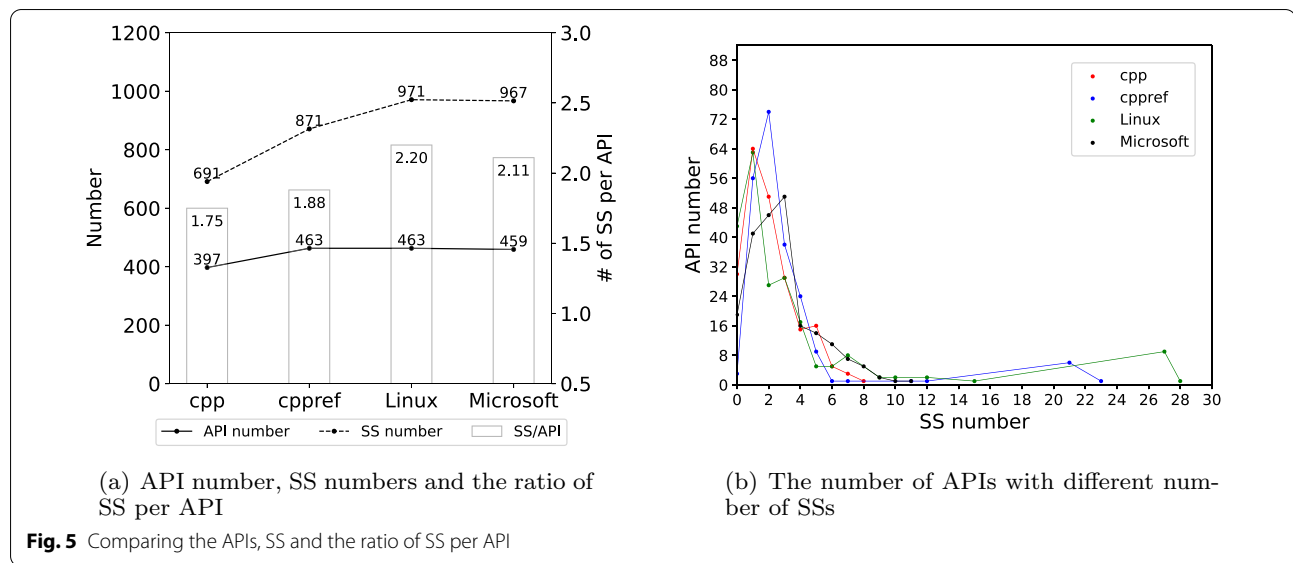 1200
1000
800
600
400
200
0
Number
691
871
971
967
1.75
1.88
2.20
2.11
397
463
463
459
3.0
2.5
2.0
1.5
1.0
0.5
# of SS per API
cpp cppref Linux Microsoft
API number SS number SS/API
(a) API number, SS numbers and the ratio of
SS per API
88
80
72
64
56
48
40
32
24
16
8
0
API number
cpp
cppref
Linux
Microsoft
0 2 4 6 8 10 12 14 16 18 20 22 24 26 28 30
SS number
(b) The number of APIs with different num-
ber of SSs
Fig. 5 Comparing the APIs, SS and the ratio of SS per API